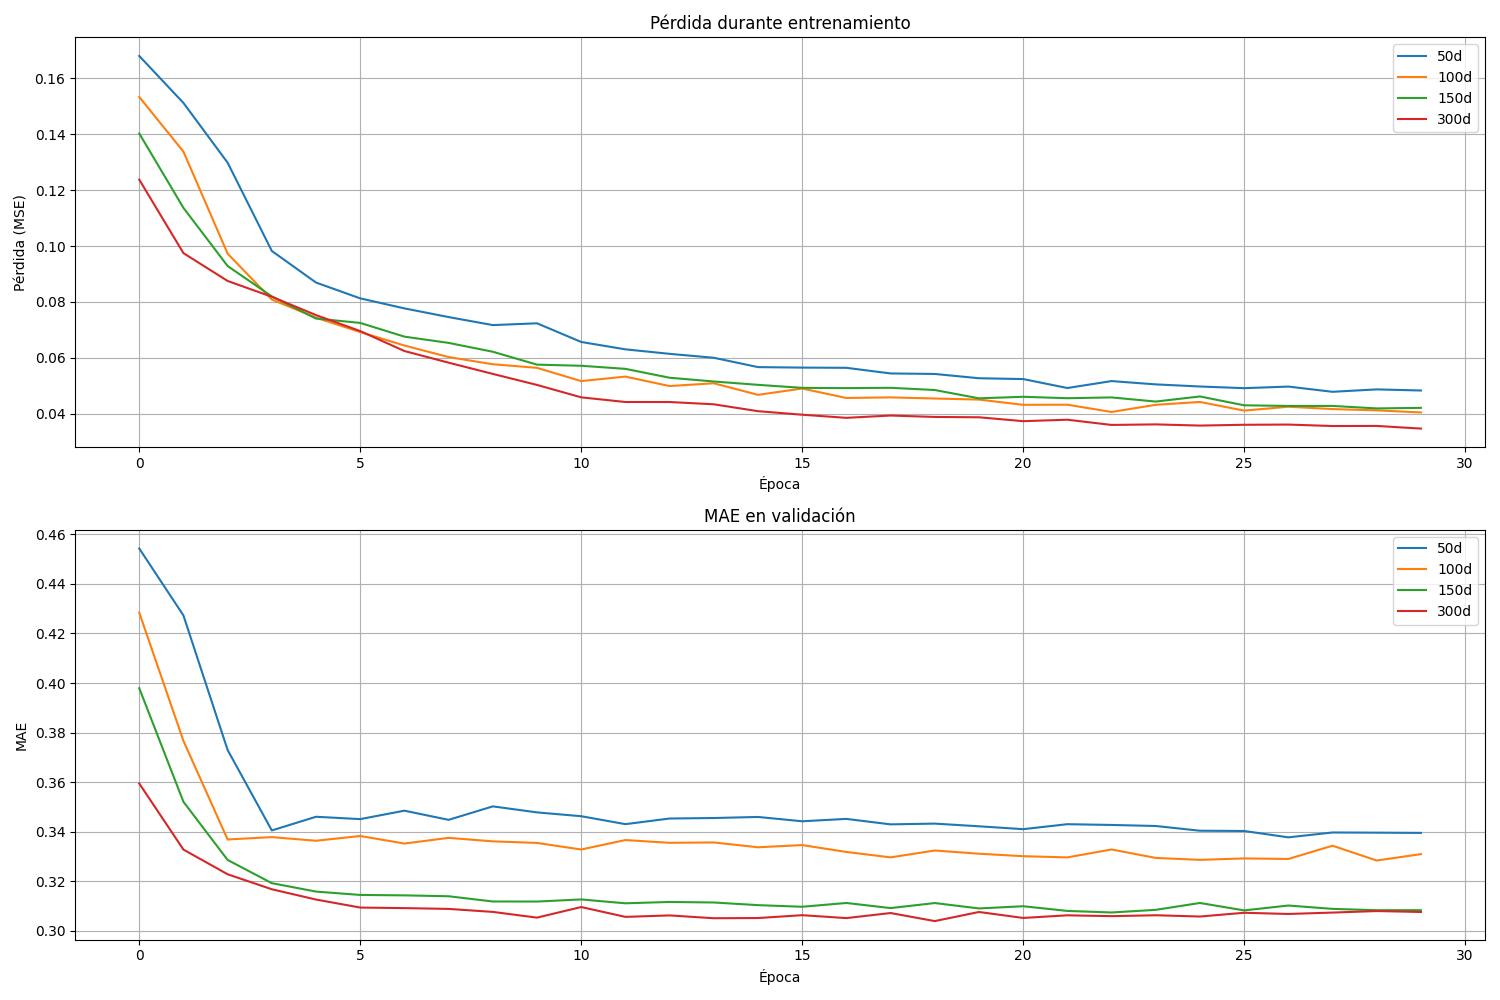 Pérdida durante entrenamiento
50d
100d
150d
300d
0.16
0.14
0.12
0.10
0.08
0.06
0.04
Pérdida (MSE)
0 5 10 15 20 25 30
Época
MAE en validación
50d
100d
150d
300d
0.46
0.44
0.42
0.40
0.38
0.36
0.34
0.32
0.30
MAE
0 5 10 15 20 25 30
Época